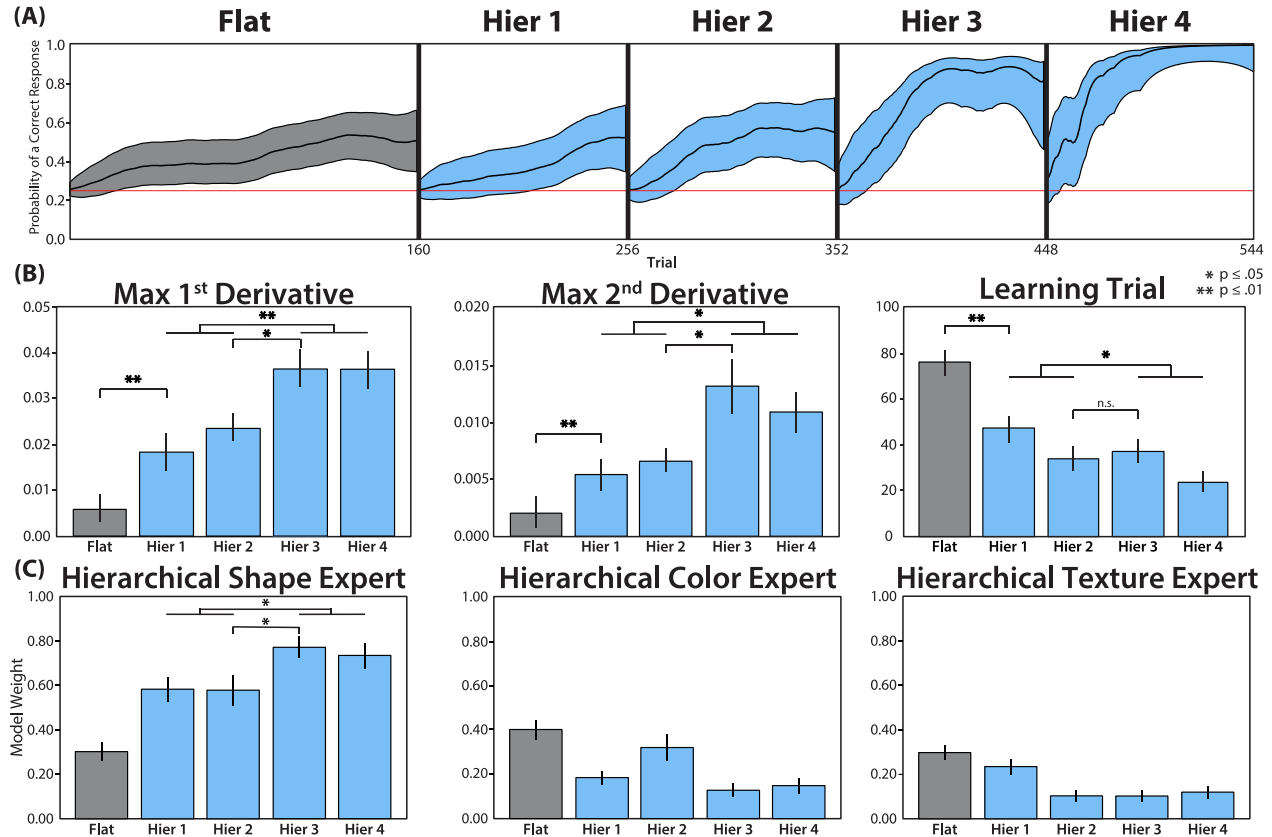 (A)
Flat
Hier 1
Hier 2
Hier 3
Hier 4
Probability of a Correct Response
1.0
0.8
0.6
0.4
0.2
0.0
160
256
352
448
544
Trial
(B)
* p ≤ .05
** p ≤ .01
Max 1st Derivative
0.05
0.04
0.03
0.02
0.01
0.00
**
**
*
Flat Hier 1 Hier 2 Hier 3 Hier 4
Max 2nd Derivative
0.020
0.015
0.010
0.005
0.000
**
*
*
Flat Hier 1 Hier 2 Hier 3 Hier 4
Learning Trial
100
80
60
40
20
0
**
*
n.s.
Flat Hier 1 Hier 2 Hier 3 Hier 4
(C)
Hierarchical Shape Expert
Model Weight
1.00
0.80
0.60
0.40
0.20
0.00
*
*
Flat Hier 1 Hier 2 Hier 3 Hier 4
Hierarchical Color Expert
1.00
0.80
0.60
0.40
0.20
0.00
Flat Hier 1 Hier 2 Hier 3 Hier 4
Hierarchical Texture Expert
1.00
0.80
0.60
0.40
0.20
0.00
Flat Hier 1 Hier 2 Hier 3 Hier 4